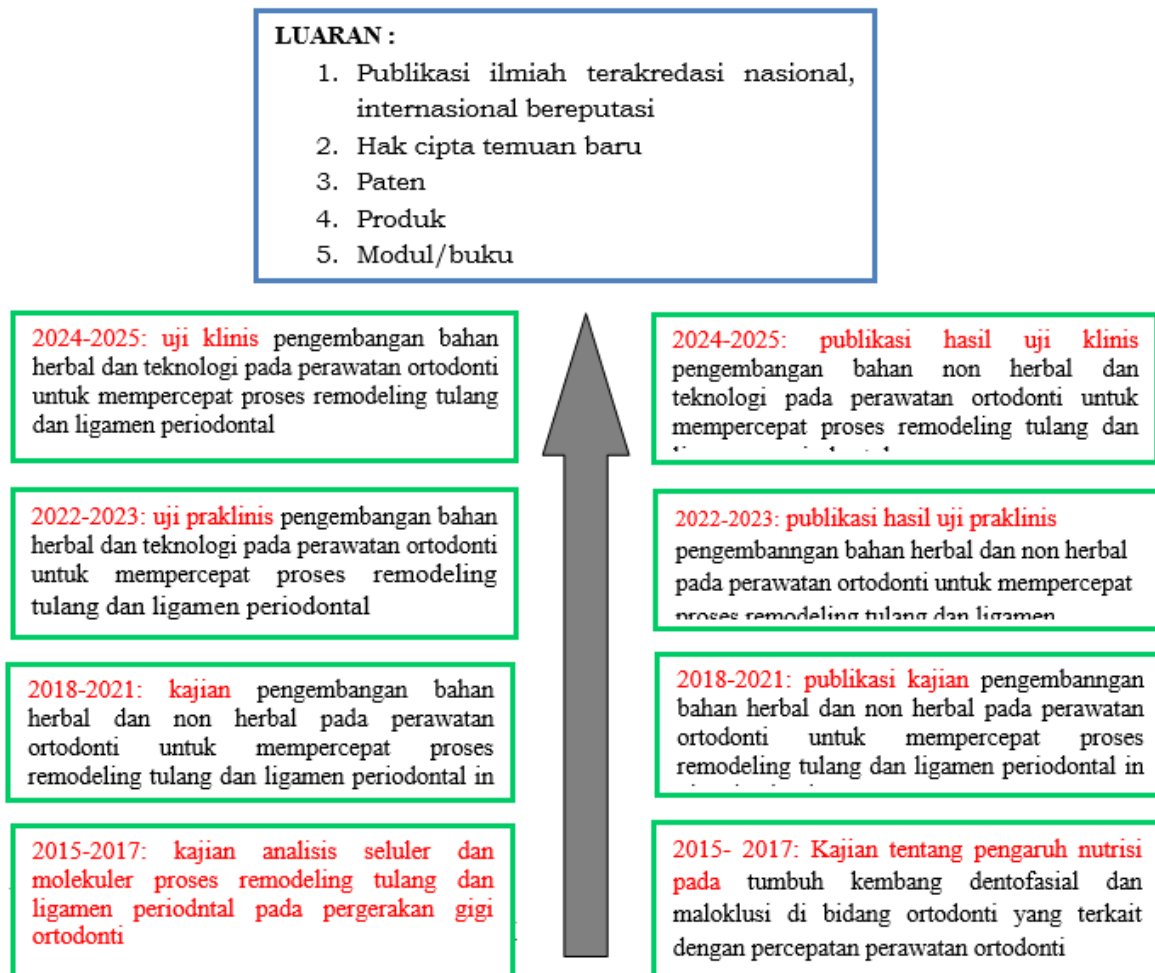 LUARAN :
1. Publikasi ilmiah terakredasi nasional,
internasional bereputasi
2. Hak cipta temuan baru
3. Paten
4. Produk
5. Modul/buku
2024-2025: uji klinis pengembangan bahan
herbal dan teknologi pada perawatan ortodonti
untuk mempercepat proses remodeling tulang
dan ligamen periodontal
2024-2025: publikasi hasil uji klinis
pengembangan bahan non herbal dan
teknologi pada perawatan ortodonti untuk
mempercepat proses remodeling tulang dan
2022-2023: uji praklinis pengembangan bahan
herbal dan teknologi pada perawatan ortodonti
untuk mempercepat proses remodeling
tulang dan ligamen periodontal
2022-2023: publikasi hasil uji praklinis
pengembanngan bahan herbal dan non herbal
pada perawatan ortodonti untuk mempercepat
proses remodeling tulang dan ligamen
2018-2021: kajian pengembangan bahan
herbal dan non herbal pada perawatan
ortodonti untuk mempercepat proses
remodeling tulang dan ligamen periodontal in
2018-2021: publikasi kajian pengembanngan
bahan herbal dan non herbal pada perawatan
ortodonti untuk mempercepat proses
remodeling tulang dan ligamen periodontal in
2015-2017: kajian analisis seluler dan
molekuler proses remodeling tulang dan
ligamen periodntal pada pergerakan gigi
ortodonti
2015- 2017: Kajian tentang pengaruh nutrisi
pada tumbuh kembang dentofasial dan
maloklusi di bidang ortodonti yang terkait
dengan percepatan perawatan ortodonti